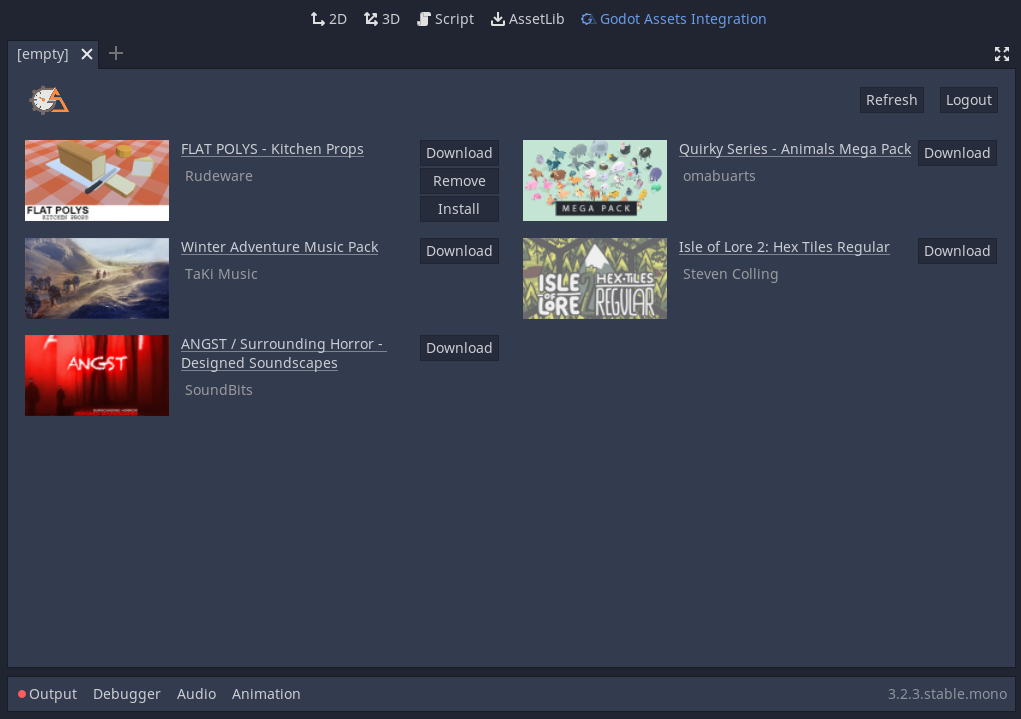 2D 3D Script AssetLib Godot Assets Integration
[empty]
Refresh Logout
FLAT POLYS - Kitchen Props
Rudeware
Download
Remove
Install
FLAT POLYS
KITCHEN PROPS
Quirky Series - Animals Mega Pack
omabuarts
Download
MEGA PACK
Winter Adventure Music Pack
TaKi Music
Download
Isle of Lore 2: Hex Tiles Regular
Steven Colling
Download
ISLE
OF
LORE
2
HEX-TILES
REGULAR
ANGST / Surrounding Horror -
Designed Soundscapes
SoundBits
Download
ANGST
SURROUNDING HORROR
Output Debugger Audio Animation 3.2.3.stable.mono